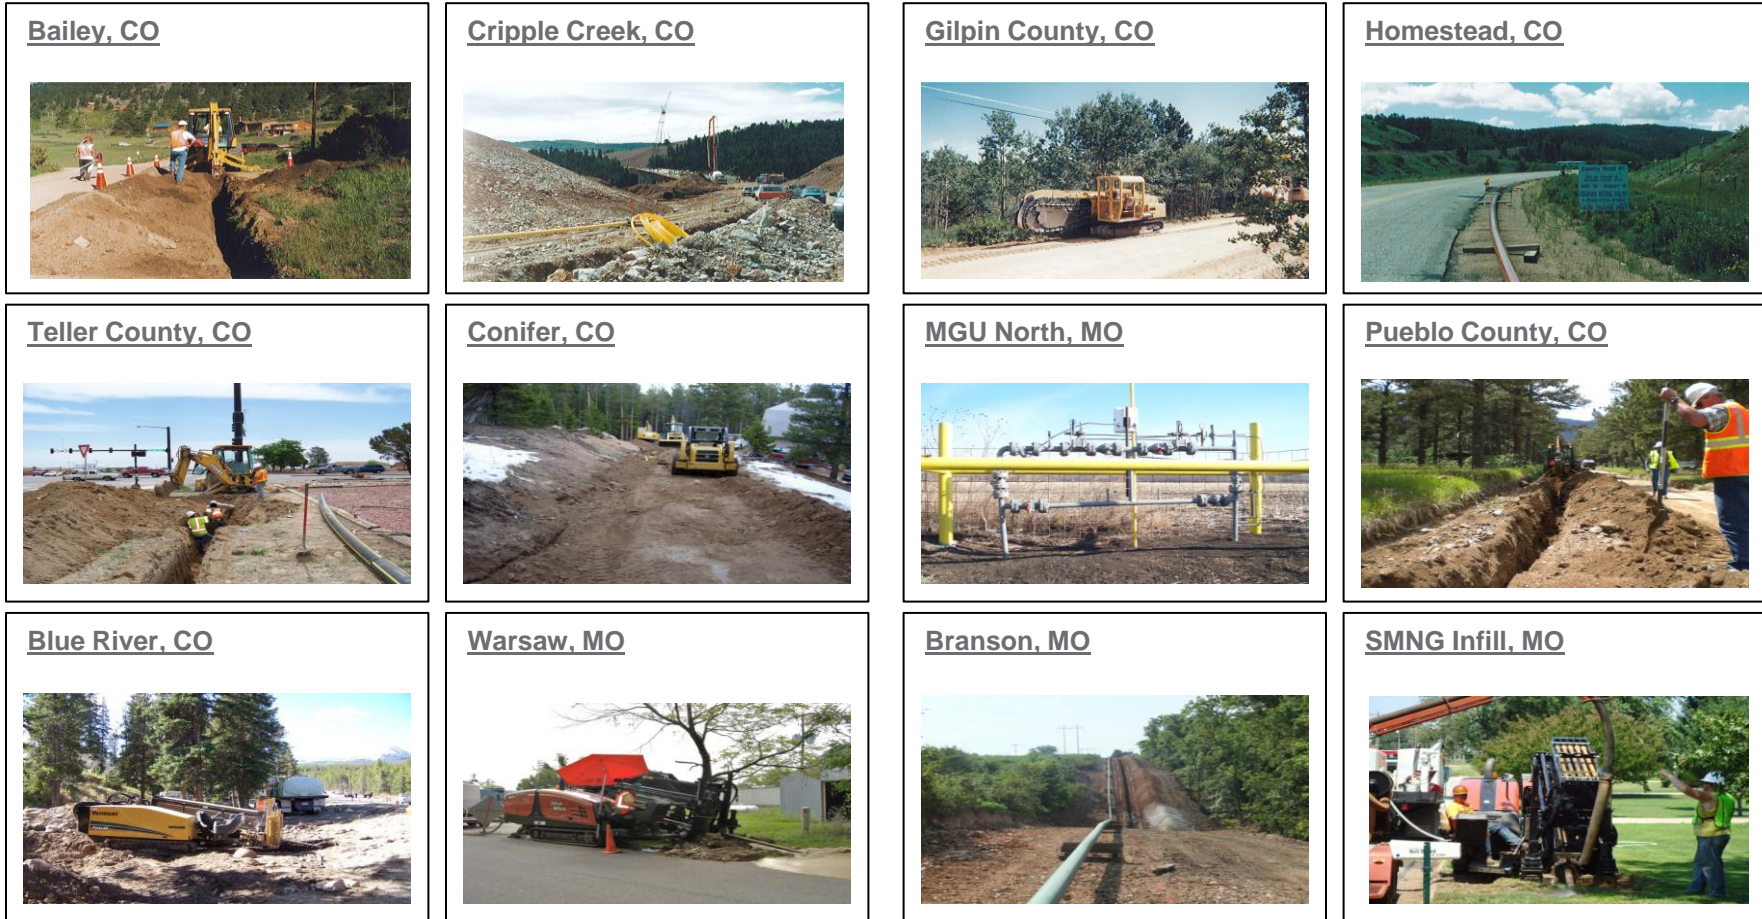 Bailey, CO
Cripple Creek, CO
Gilpin County, CO
Homestead, CO
Teller County, CO
Conifer, CO
MGU North, MO
Pueblo County, CO
Blue River, CO
Warsaw, MO
Branson, MO
SMNG Infill, MO
Vermeer